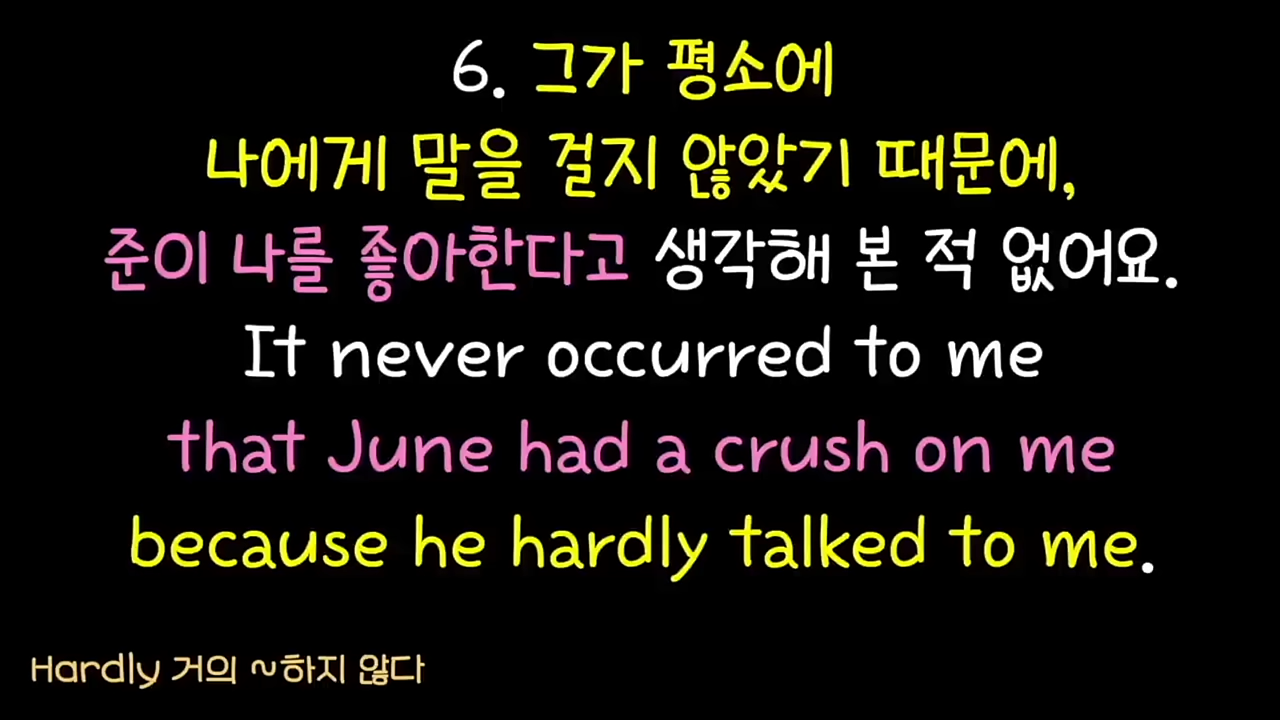 6. 그가 평소에
나에게 말을 걸지 않았기 때문에,
준이 나를 좋아한다고 생각해 본 적 없어요.
It never occurred to me
that June had a crush on me
because he hardly talked to me.
Hardly 거의 ~하지 않다